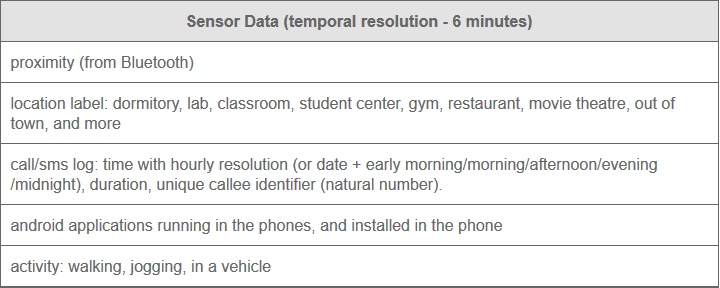 Sensor Data (temporal resolution - 6 minutes)
proximity (from Bluetooth)
location label: dormitory, lab, classroom, student center, gym, restaurant, movie theatre, out of
town, and more
call/sms log: time with hourly resolution (or date + early morning/morning/afternoon/evening
/midnight), duration, unique callee identifier (natural number).
android applications running in the phones, and installed in the phone
activity: walking, jogging, in a vehicle